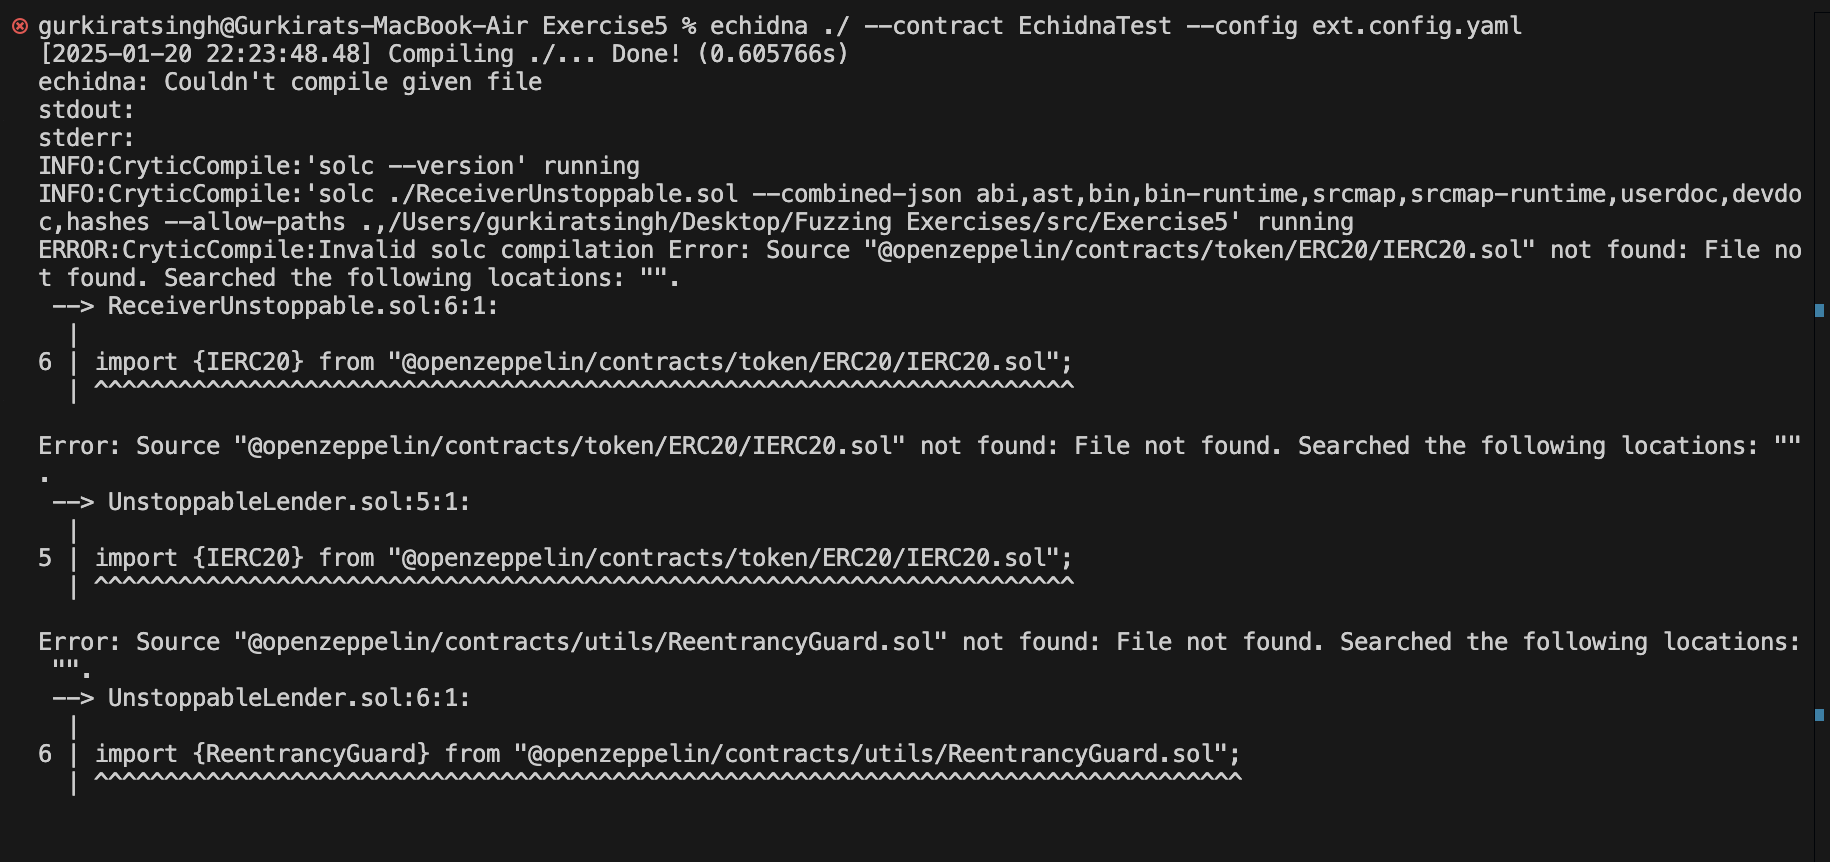 gurkiratsingh@Gurkirats-MacBook-Air Exercise5 % echidna ./ --contract EchidnaTest --config ext.config.yaml
[2025-01-20 22:23:48.48] Compiling ./... Done! (0.605766s)
echidna: Couldn't compile given file
stdout:
stderr:
INFO:CryticCompile:'solc --version' running
INFO:CryticCompile:'solc ./ReceiverUnstoppable.sol --combined-json abi,ast,bin,bin-runtime,srcmap,srcmap-runtime,userdoc,devdo
c,hashes --allow-paths .,/Users/gurkiratsingh/Desktop/Fuzzing Exercises/src/Exercise5' running
ERROR:CryticCompile:Invalid solc compilation Error: Source "@openzeppelin/contracts/token/ERC20/IERC20.sol" not found: File no
t found. Searched the following locations: "".
 --> ReceiverUnstoppable.sol:6:1:
  |
6 | import {IERC20} from "@openzeppelin/contracts/token/ERC20/IERC20.sol";
  | ^^^^^^^^^^^^^^^^^^^^^^^^^^^^^^^^^^^^^^^^^^^^^^^^^^^^^^^^^^^^^^^^^^^^^^
Error: Source "@openzeppelin/contracts/token/ERC20/IERC20.sol" not found: File not found. Searched the following locations: ""
.
 --> UnstoppableLender.sol:5:1:
  |
5 | import {IERC20} from "@openzeppelin/contracts/token/ERC20/IERC20.sol";
  | ^^^^^^^^^^^^^^^^^^^^^^^^^^^^^^^^^^^^^^^^^^^^^^^^^^^^^^^^^^^^^^^^^^^^^^
Error: Source "@openzeppelin/contracts/utils/ReentrancyGuard.sol" not found: File not found. Searched the following locations:
 "".
 --> UnstoppableLender.sol:6:1:
  |
6 | import {ReentrancyGuard} from "@openzeppelin/contracts/utils/ReentrancyGuard.sol";
  | ^^^^^^^^^^^^^^^^^^^^^^^^^^^^^^^^^^^^^^^^^^^^^^^^^^^^^^^^^^^^^^^^^^^^^^^^^^^^^^^^^^